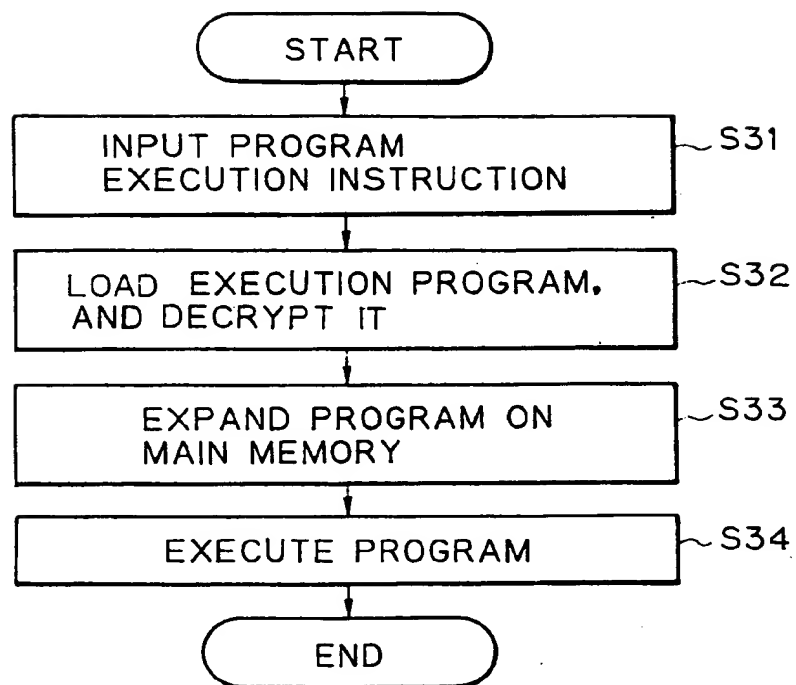 START
INPUT PROGRAM
EXECUTION INSTRUCTION
S31
LOAD EXECUTION PROGRAM,
AND DECRYPT IT
S32
EXPAND PROGRAM ON
MAIN MEMORY
S33
EXECUTE PROGRAM
S34
END